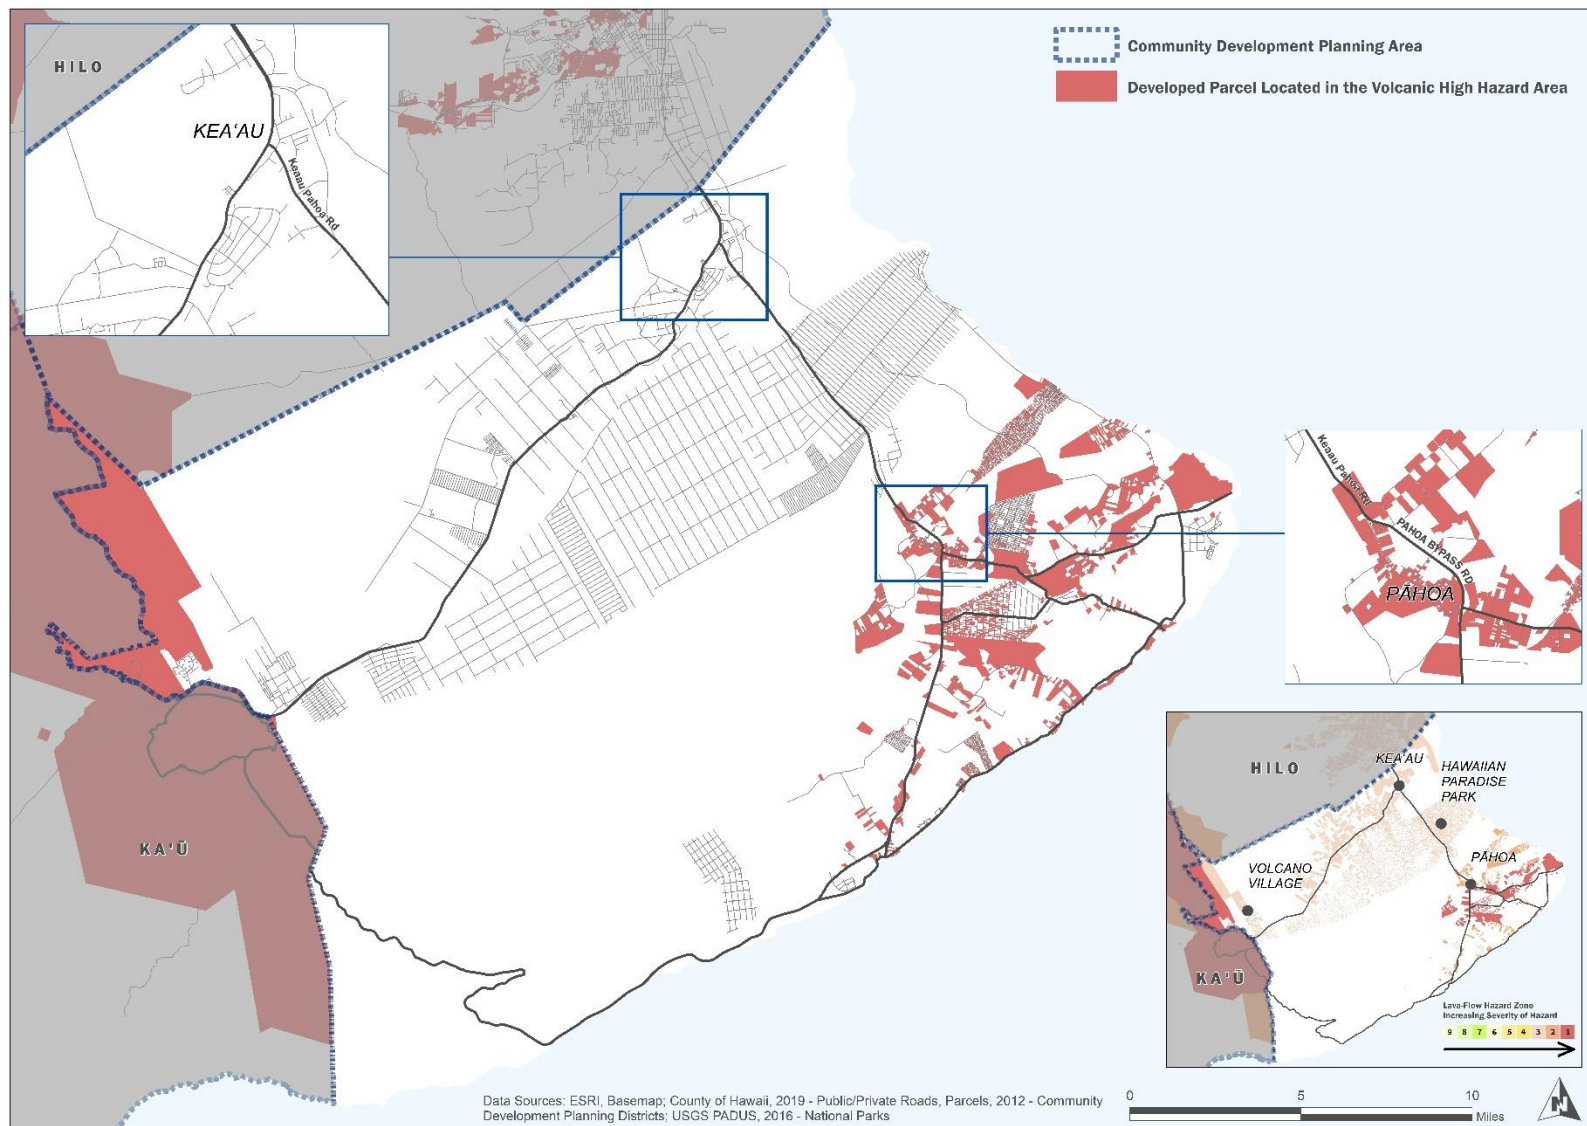 HILO
KEA'AU
Keaau Pahoa Rd
Community Development Planning Area
Developed Parcel Located in the Volcanic High Hazard Area
Keaau Pahoa Rd
PAHOA BYPASS RD
PĀHOA
KA'Ū
HILO
KEA'AU
HAWAIIAN
PARADISE
PARK
PĀHOA
VOLCANO
VILLAGE
KA'Ū
Lava-Flow Hazard Zone
Increasing Severity of Hazard
9 8 7 6 5 4 3 2 1
Data Sources: ESRI, Basemap; County of Hawaii, 2019 - Public/Private Roads, Parcels, 2012 - Community
Development Planning Districts; USGS PADUS, 2016 - National Parks
0 5 10
Miles
N